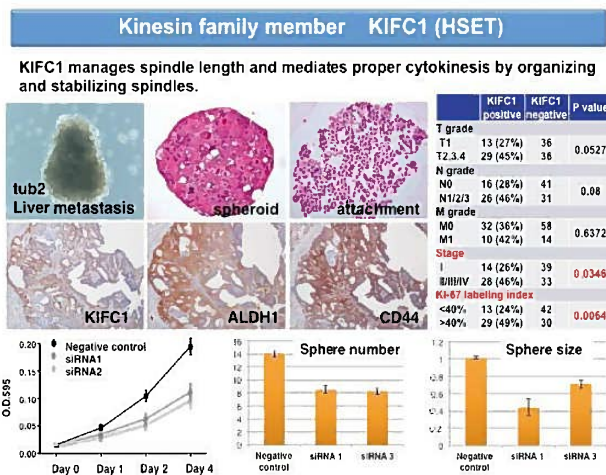 Kinesin family member KIFC1 (HSET)
KIFC1 manages spindle length and mediates proper cytokinesis by organizing
and stabilizing spindles.
tub2
Liver metastasis
spheroid
attachment
KIFC1
ALDH1
CD44
KIFC1 positive KIFC1 negative P value
T grade
T1 13 (27%) 36
T2,3,4 29 (45%) 36
0.0527
N grade
N0 16 (28%) 41
N1/2/3 26 (46%) 31
0.08
M grade
M0 32 (36%) 58
M1 10 (42%) 14
0.6372
Stage
I 14 (26%) 39
II/III/IV 28 (46%) 33
0.0346
Ki-67 labeling index
<40% 13 (24%) 42
>40% 29 (49%) 30
0.0064
Negative control
siRNA1
siRNA2
O.D.595
0.20
0.15
0.10
0.05
0.00
Day 0 Day 1 Day 2 Day 4
Sphere number
16
14
12
10
8
6
4
2
0
Negative control siRNA 1 siRNA 3
Sphere size
1.2
1
0.8
0.6
0.4
0.2
0
Negative control siRNA 1 siRNA 3